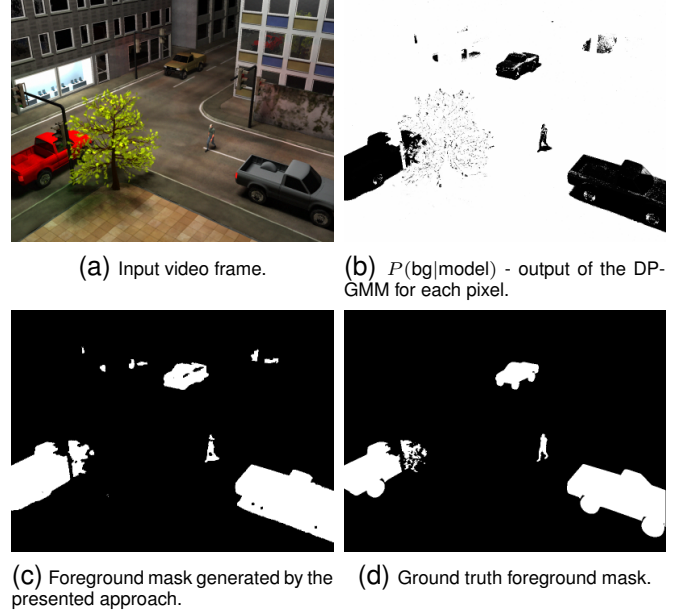 (a) Input video frame.
(b) P(bg|model) - output of the DP-
GMM for each pixel.
(c) Foreground mask generated by the
presented approach.
(d) Ground truth foreground mask.